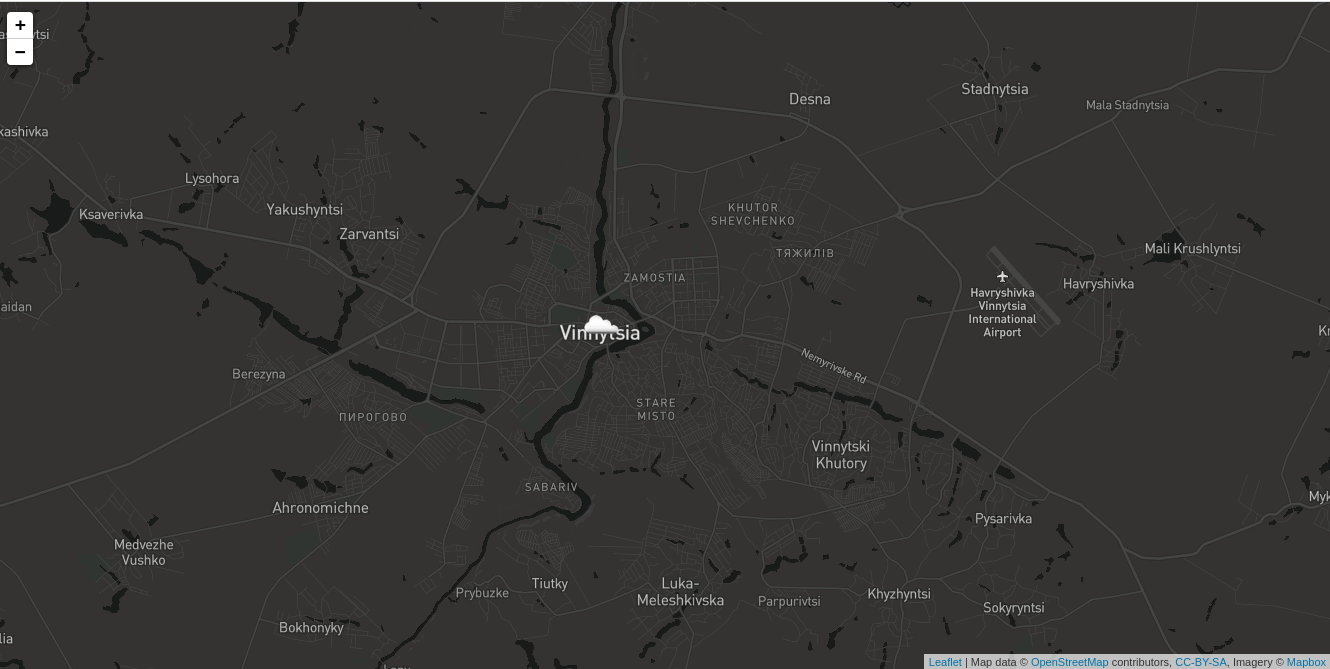 +
−
Desna
Stadnytsia
Mala Stadnytsia
kashivka
Lysohora
Ksaverivka
Yakushyntsi
Zarvantsi
KHUTOR
SHEVCHENKO
ТЯЖИЛІВ
Mali Krushlyntsi
ZAMOSTIA
Havryshivka
Havryshivka
Vinnytsia
International
Airport
aidan
Vinnytsia
Nemyrivske Rd
Berezyna
ПИРОГОВО
STARE
MISTO
Vinnytski
Khutory
SABARIV
Myk
Ahronomichne
Pysarivka
Medvezhe
Vushko
Prybuzke
Tiutky
Luka-
Meleshkivska
Parpurivtsi
Khyzhyntsi
Sokyryntsi
Bokhonyky
lia
Leaflet | Map data © OpenStreetMap contributors, CC-BY-SA, Imagery © Mapbox